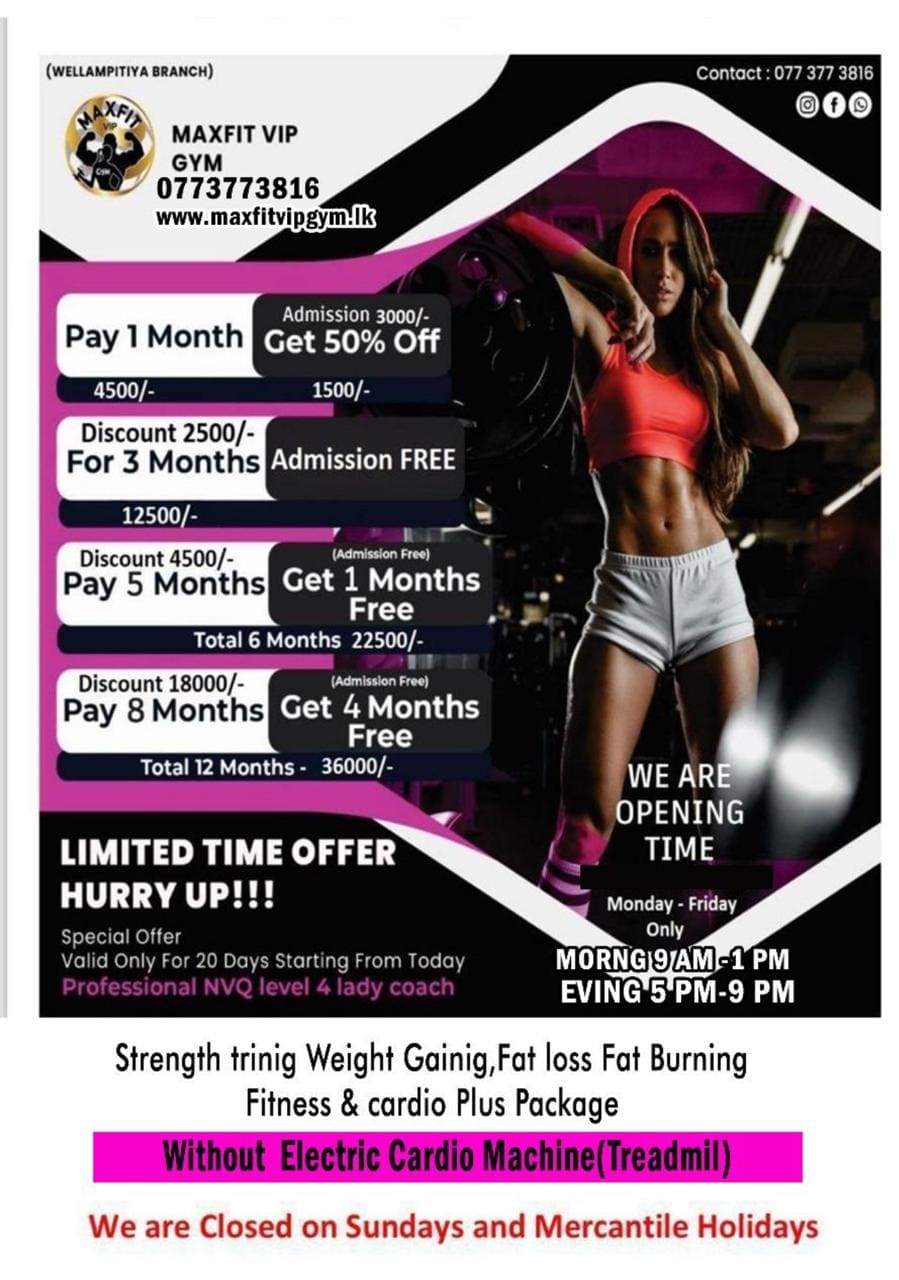 (WELLAMPITIYA BRANCH)
Contact : 077 377 3816
MAXFIT
VIP
GYM
MAXFIT VIP
GYM
0773773816
www.maxfitvipgym.lk
Pay 1 Month
Admission 3000/-
Get 50% Off
4500/- 1500/-
Discount 2500/-
For 3 Months
Admission FREE
12500/-
Discount 4500/-
Pay 5 Months
(Admission Free)
Get 1 Months
Free
Total 6 Months 22500/-
Discount 18000/-
Pay 8 Months
(Admission Free)
Get 4 Months
Free
Total 12 Months - 36000/-
WE ARE
OPENING
TIME
Monday - Friday
Only
MORNG 9 AM -1 PM
EVING 5 PM-9 PM
LIMITED TIME OFFER
HURRY UP!!!
Special Offer
Valid Only For 20 Days Starting From Today
Professional NVQ level 4 lady coach
Strength trinig Weight Gainig,Fat loss Fat Burning
Fitness & cardio Plus Package
Without Electric Cardio Machine(Treadmil)
We are Closed on Sundays and Mercantile Holidays